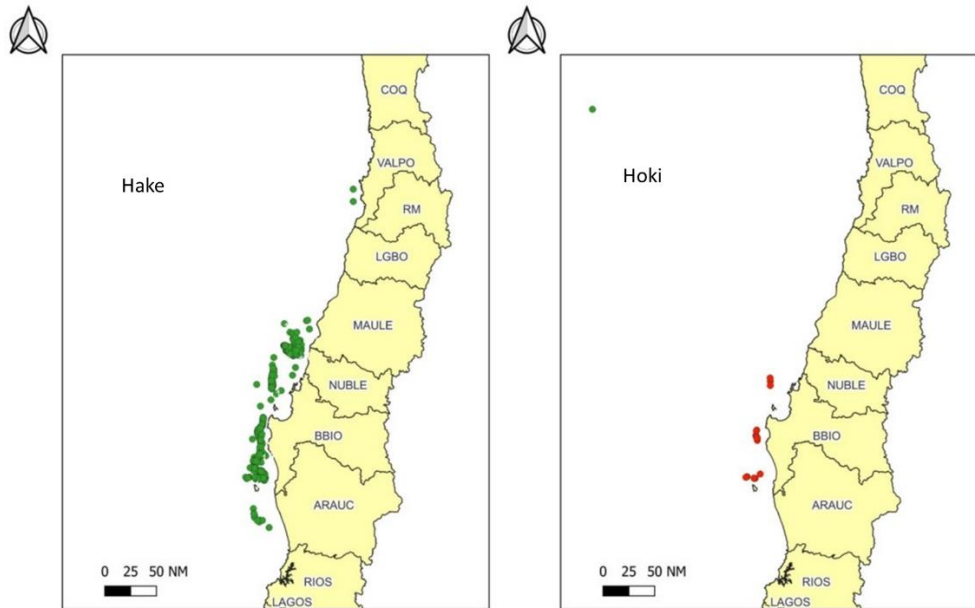 COQ
VALPO
Hake
RM
LGBO
MAULE
NUBLE
BBIO
ARAUC
0 25 50 NM
RIOS
LAGOS
COQ
VALPO
Hoki
RM
LGBO
MAULE
NUBLE
BBIO
ARAUC
0 25 50 NM
RIOS
LAGOS